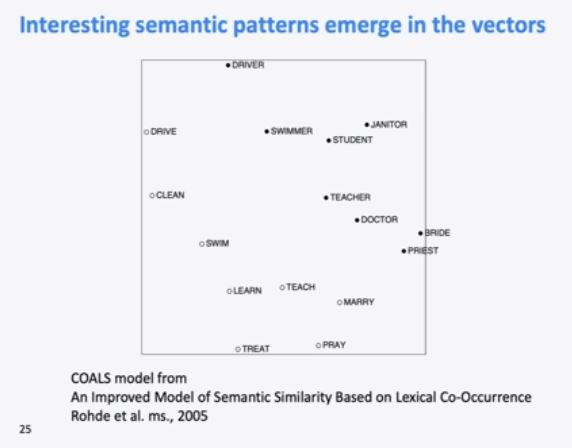 Interesting semantic patterns emerge in the vectors
DRIVER
JANITOR
DRIVE
SWIMMER
STUDENT
CLEAN
TEACHER
DOCTOR
BRIDE
SWIM
PRIEST
LEARN
TEACH
MARRY
TREAT
PRAY
COALS model from
An Improved Model of Semantic Similarity Based on Lexical Co-Occurrence
Rohde et al. ms., 2005
25